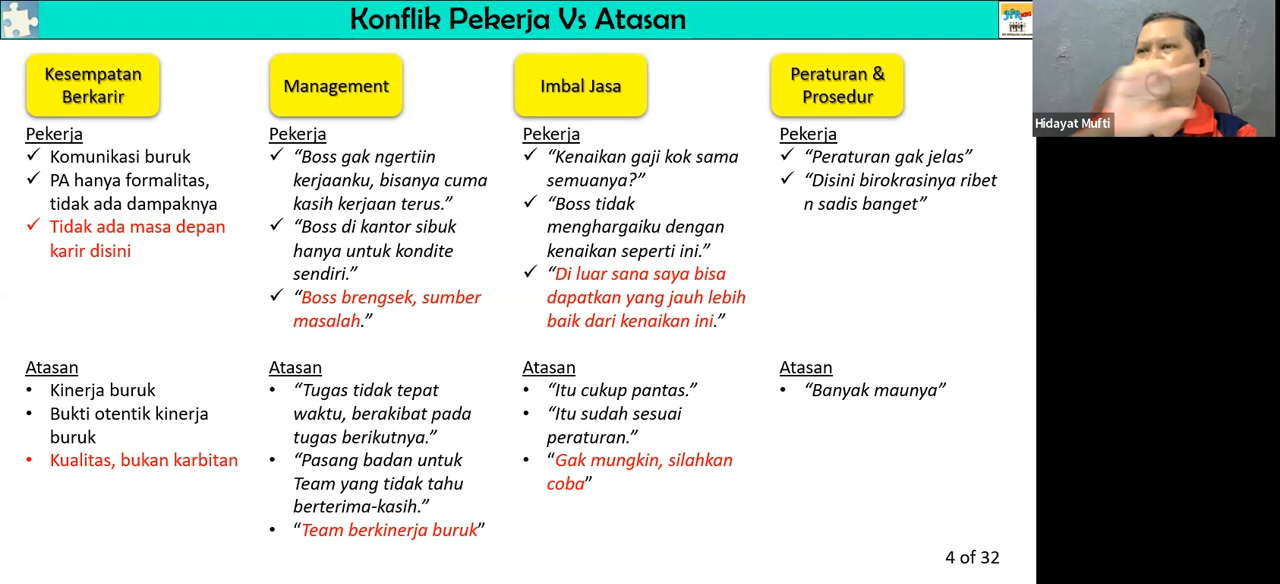 Konflik Pekerja Vs Atasan
Kesempatan
Berkarir
Pekerja
Komunikasi buruk
PA hanya formalitas,
tidak ada dampaknya
Tidak ada masa depan
karir disini
Atasan
Kinerja buruk
Bukti otentik kinerja
buruk
Kualitas, bukan karbitan
Management
Pekerja
“Boss gak ngertiin
kerjaanku, bisanya cuma
kasih kerjaan terus.”
“Boss di kantor sibuk
hanya untuk kondite
sendiri.”
“Boss brengsek, sumber
masalah.”
Atasan
“Tugas tidak tepat
waktu, berakibat pada
tugas berikutnya.”
“Pasang badan untuk
Team yang tidak tahu
berterima-kasih.”
“Team berkinerja buruk”
Imbal Jasa
Pekerja
“Kenaikan gaji kok sama
semuanya?”
“Boss tidak
menghargaiku dengan
kenaikan seperti ini.”
“Di luar sana saya bisa
dapatkan yang jauh lebih
baik dari kenaikan ini.”
Atasan
“Itu cukup pantas.”
“Itu sudah sesuai
peraturan.”
“Gak mungkin, silahkan
coba”
Peraturan &
Prosedur
Pekerja
“Peraturan gak jelas”
“Disini birokrasinya ribet
n sadis banget”
Atasan
“Banyak maunya”
4 of 32
Hidayat Mufti